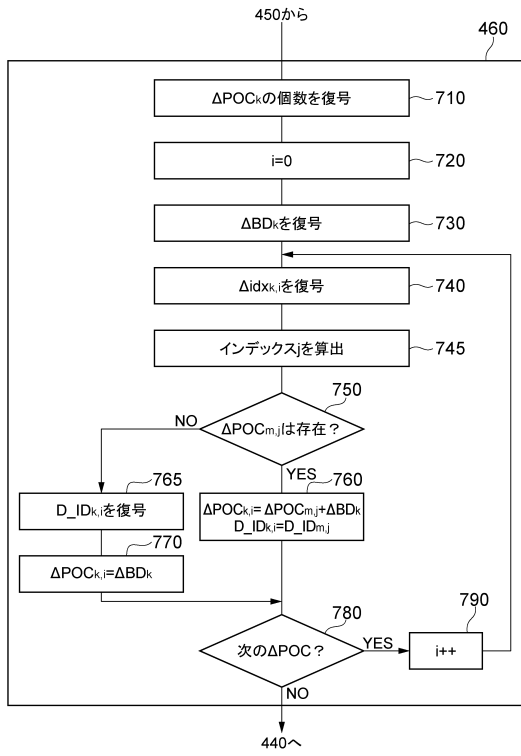 450から
460
ΔPOCkの個数を復号
710
i=0
720
ΔBDkを復号
730
Δidxk,iを復号
740
インデックスjを算出
745
750
ΔPOCm,jは存在？
NO
YES
765
D_IDk,iを復号
760
ΔPOCk,i= ΔPOCm,j+ΔBDk
D_IDk,i=D_IDm,j
770
ΔPOCk,i=ΔBDk
780
次のΔPOC？
YES
790
i++
NO
440へ